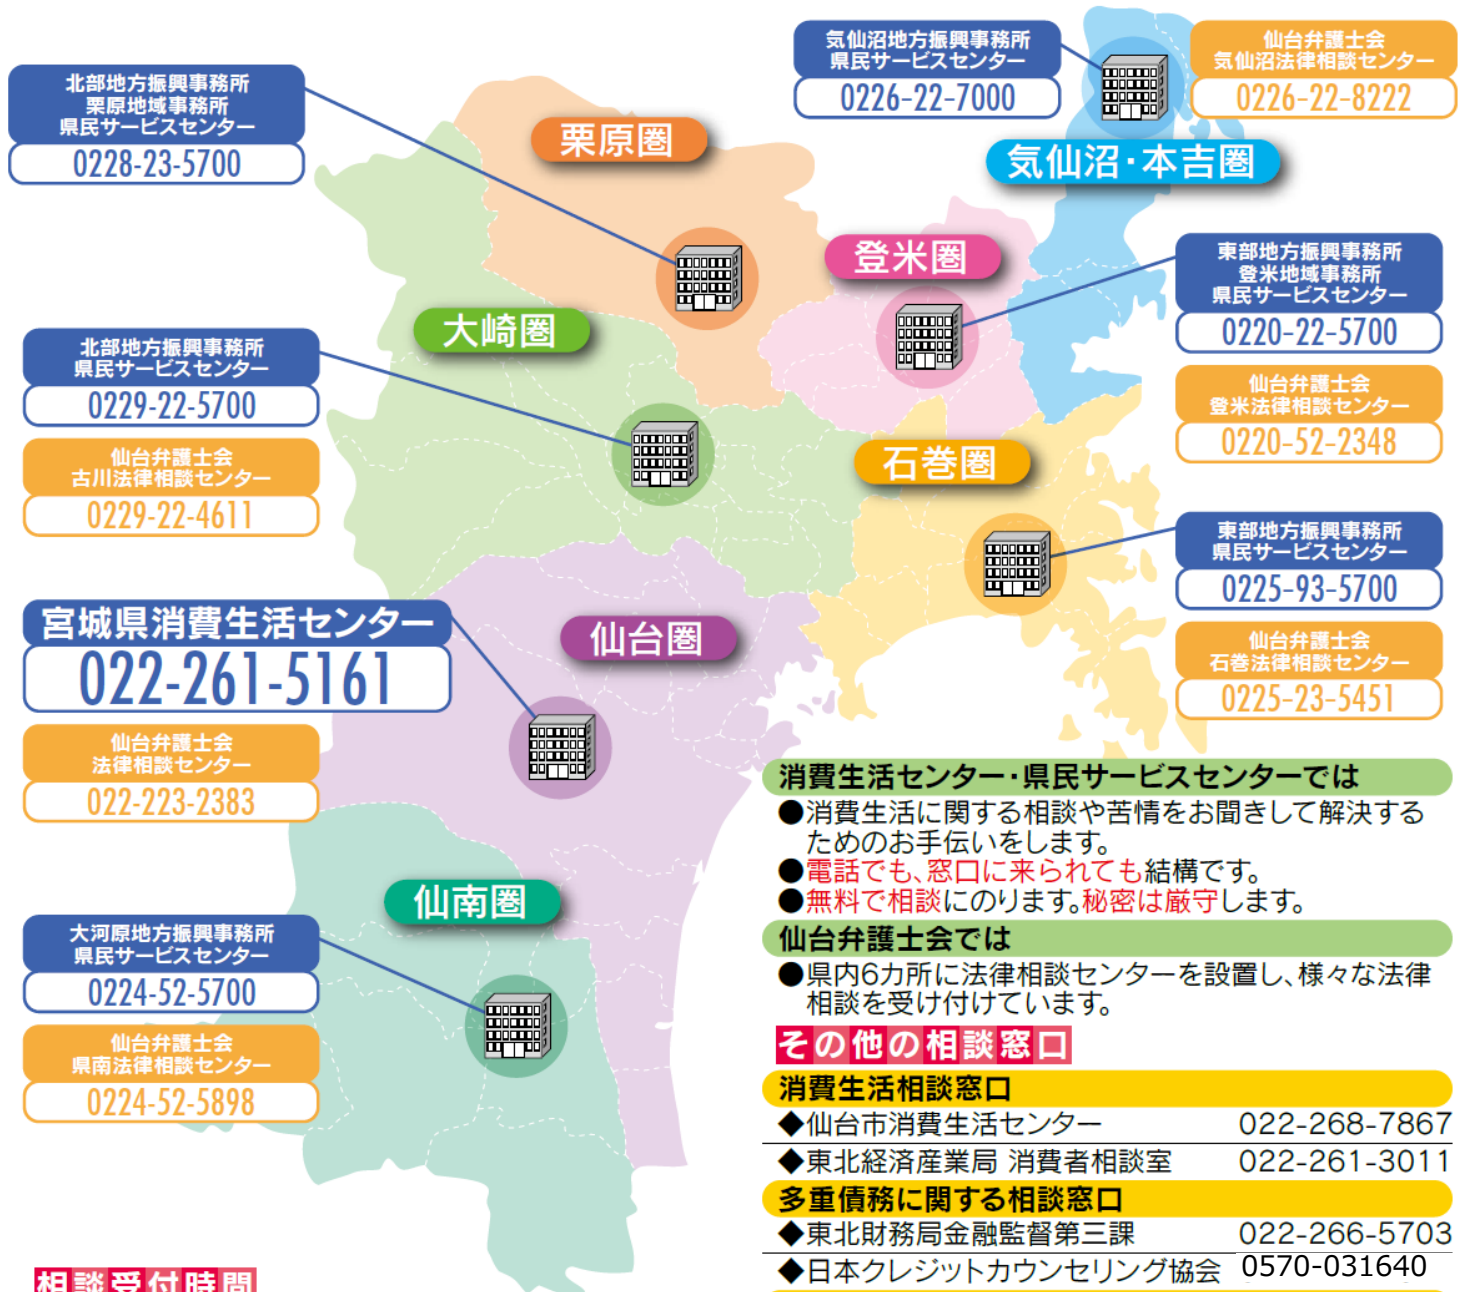 北部地方振興事務所
栗原地域事務所
県民サービスセンター
0228-23-5700
気仙沼地方振興事務所
県民サービスセンター
0226-22-7000
仙台弁護士会
気仙沼法律相談センター
0226-22-8222
栗原圏
気仙沼・本吉圏
登米圏
東部地方振興事務所
登米地域事務所
県民サービスセンター
0220-22-5700
大崎圏
北部地方振興事務所
県民サービスセンター
0229-22-5700
仙台弁護士会
登米法律相談センター
0220-52-2348
仙台弁護士会
古川法律相談センター
0229-22-4611
石巻圏
東部地方振興事務所
県民サービスセンター
0225-93-5700
宮城県消費生活センター
022-261-5161
仙台圏
仙台弁護士会
石巻法律相談センター
0225-23-5451
仙台弁護士会
法律相談センター
022-223-2383
仙南圏
大河原地方振興事務所
県民サービスセンター
0224-52-5700
仙台弁護士会
県南法律相談センター
0224-52-5898
消費生活センター・県民サービスセンターでは
●消費生活に関する相談や苦情をお聞きして解決する
ためのお手伝いをします。
●電話でも、窓口に来られても結構です。
●無料で相談にのります。秘密は厳守します。
仙台弁護士会では
●県内6カ所に法律相談センターを設置し、様々な法律
相談を受け付けています。
その他の相談窓口
消費生活相談窓口
◆仙台市消費生活センター 022-268-7867
◆東北経済産業局 消費者相談室 022-261-3011
多重債務に関する相談窓口
◆東北財務局金融監督第三課 022-266-5703
◆日本クレジットカウンセリング協会 0570-031640
相談受付時間